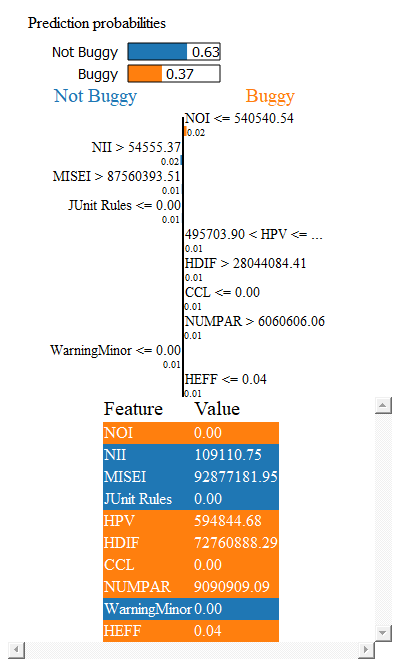 Prediction probabilities
Not Buggy 0.63
Buggy 0.37
Not Buggy Buggy
NOI <= 540540.54
0.02
NII > 54555.37
0.02
MISEI > 87560393.51
0.01
JUnit Rules <= 0.00
0.01
495703.90 < HPV <= ...
0.01
HDIF > 28044084.41
0.01
CCL <= 0.00
0.01
NUMPAR > 6060606.06
0.01
WarningMinor <= 0.00
0.01
HEFF <= 0.04
0.01
Feature Value
NOI 0.00
NII 109110.75
MISEI 92877181.95
JUnit Rules 0.00
HPV 594844.68
HDIF 72760888.29
CCL 0.00
NUMPAR 9090909.09
WarningMinor 0.00
HEFF 0.04